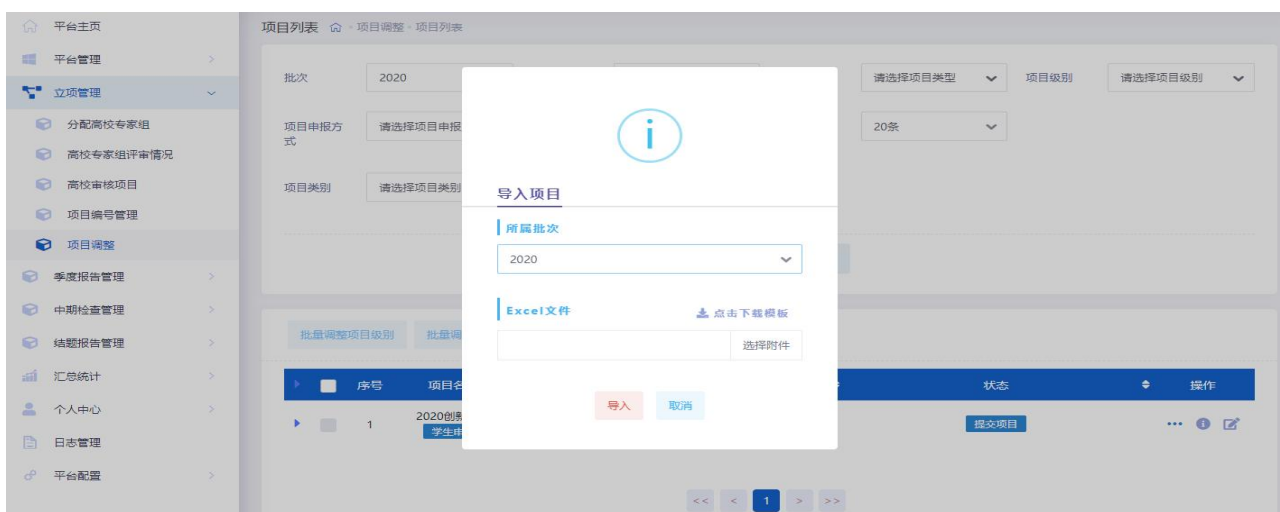 平台主页
平台管理
立项管理
分配高校专家组
高校专家组评审情况
高校审核项目
项目编号管理
项目调整
季度报告管理
中期检查管理
结题报告管理
汇总统计
个人中心
日志管理
平台配置
项目列表 - 项目调整 - 项目列表
批次 2020 请选择项目类型 项目级别 请选择项目级别
项目申报方式 请选择项目申报 20条
项目类别 请选择项目类别
导入项目
所属批次
2020
Excel文件 点击下载模板
选择附件
导入 取消
批量调整项目级别 批量调
序号 项目名 状态 操作
1 2020创新 提交项目
学生申
<< < 1 > >>